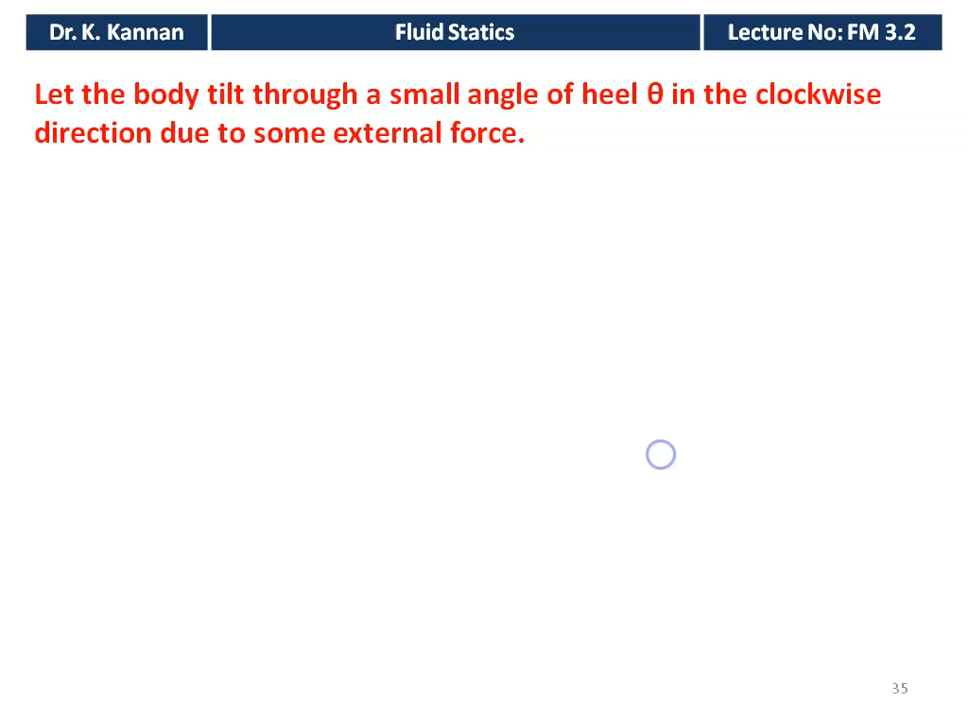 Dr. K. Kannan
Fluid Statics
Lecture No: FM 3.2
Let the body tilt through a small angle of heel θ in the clockwise
direction due to some external force.
35